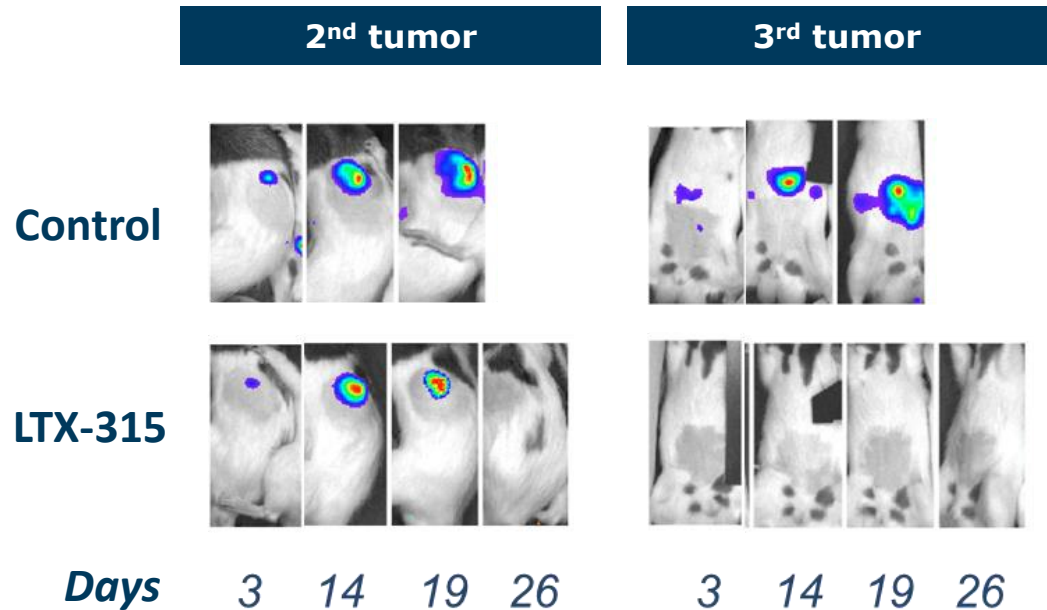 2nd tumor
3rd tumor
Control
LTX-315
Days 3 14 19 26 3 14 19 26